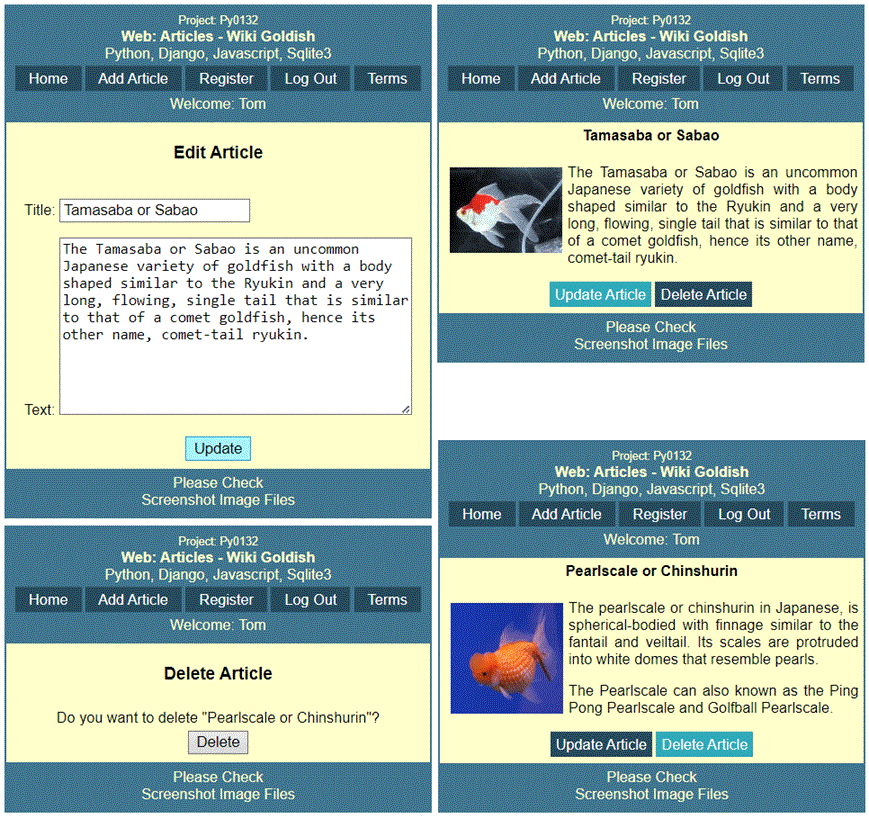 Project: Py0132
Web: Articles - Wiki Goldish
Python, Django, Javascript, Sqlite3
Home Add Article Register Log Out Terms
Welcome: Tom
Edit Article
Title: Tamasaba or Sabao
The Tamasaba or Sabao is an uncommon
Japanese variety of goldfish with a body
shaped similar to the Ryukin and a very
long, flowing, single tail that is similar
to that of a comet goldfish, hence its
other name, comet-tail ryukin.
Text:
Update
Please Check
Screenshot Image Files
Project: Py0132
Web: Articles - Wiki Goldish
Python, Django, Javascript, Sqlite3
Home Add Article Register Log Out Terms
Welcome: Tom
Tamasaba or Sabao
The Tamasaba or Sabao is an uncommon
Japanese variety of goldfish with a body
shaped similar to the Ryukin and a very
long, flowing, single tail that is similar to that
of a comet goldfish, hence its other name,
comet-tail ryukin.
Update Article Delete Article
Please Check
Screenshot Image Files
Project: Py0132
Web: Articles - Wiki Goldish
Python, Django, Javascript, Sqlite3
Home Add Article Register Log Out Terms
Welcome: Tom
Delete Article
Do you want to delete "Pearlscale or Chinshurin"?
Delete
Please Check
Screenshot Image Files
Project: Py0132
Web: Articles - Wiki Goldish
Python, Django, Javascript, Sqlite3
Home Add Article Register Log Out Terms
Welcome: Tom
Pearlscale or Chinshurin
The pearlscale or chinshurin in Japanese, is
spherical-bodied with finnage similar to the
fantail and veiltail. Its scales are protruded
into white domes that resemble pearls.
The Pearlscale can also known as the Ping
Pong Pearlscale and Golfball Pearlscale.
Update Article Delete Article
Please Check
Screenshot Image Files